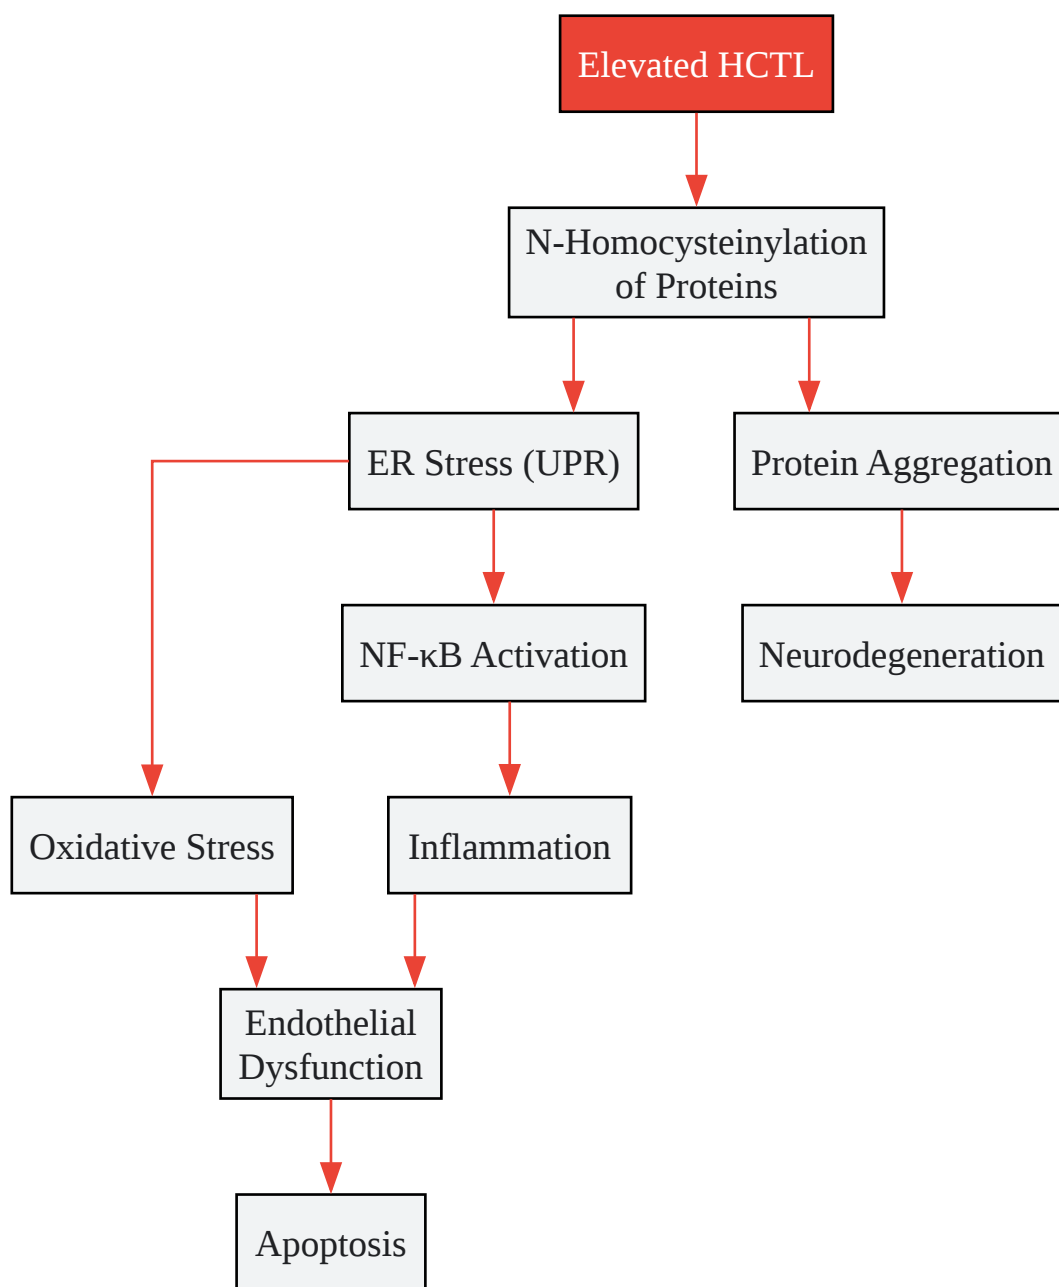 Elevated HCTL
N-Homocysteinylation
of Proteins
ER Stress (UPR)
Protein Aggregation
NF-κB Activation
Neurodegeneration
Oxidative Stress
Inflammation
Endothelial
Dysfunction
Apoptosis